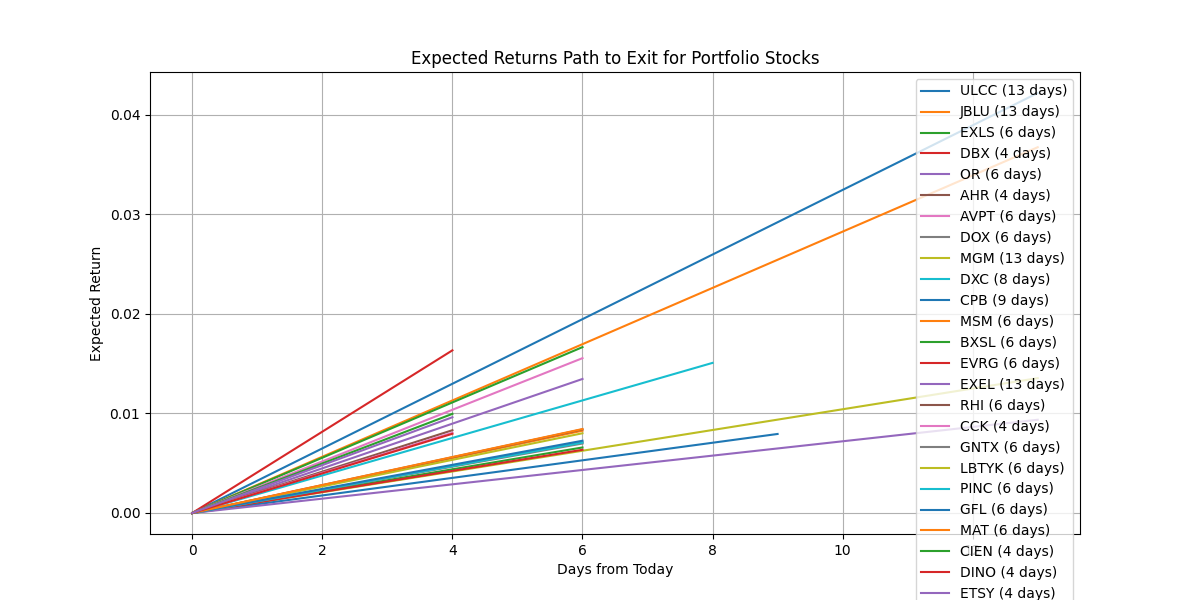 Expected Returns Path to Exit for Portfolio Stocks
Expected Return
0.04
0.03
0.02
0.01
0.00
0
2
4
6
8
10
Days from Today
ULCC (13 days)
JBLU (13 days)
EXLS (6 days)
DBX (4 days)
OR (6 days)
AHR (4 days)
AVPT (6 days)
DOX (6 days)
MGM (13 days)
DXC (8 days)
CPB (9 days)
MSM (6 days)
BXSL (6 days)
EVRG (6 days)
EXEL (13 days)
RHI (6 days)
CCK (4 days)
GNTX (6 days)
LBTYK (6 days)
PINC (6 days)
GFL (6 days)
MAT (6 days)
CIEN (4 days)
DINO (4 days)
ETSY (4 days)